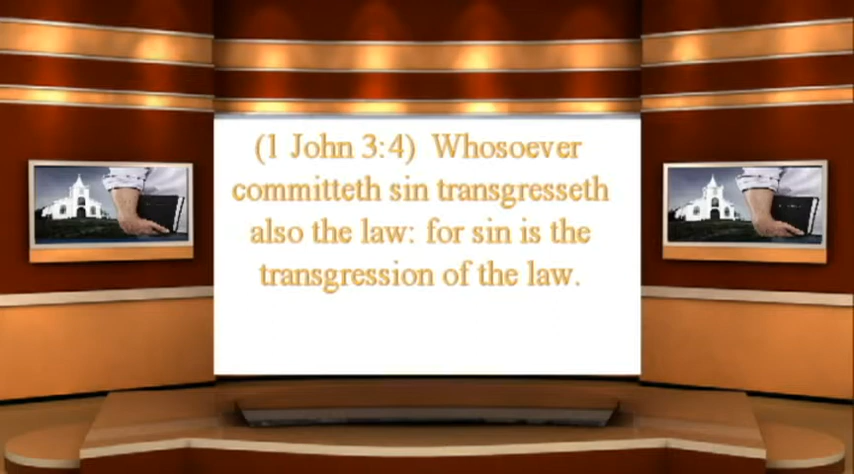 (1 John 3:4)  Whosoever
committeth sin transgresseth
also the law: for sin is the
transgression of the law.